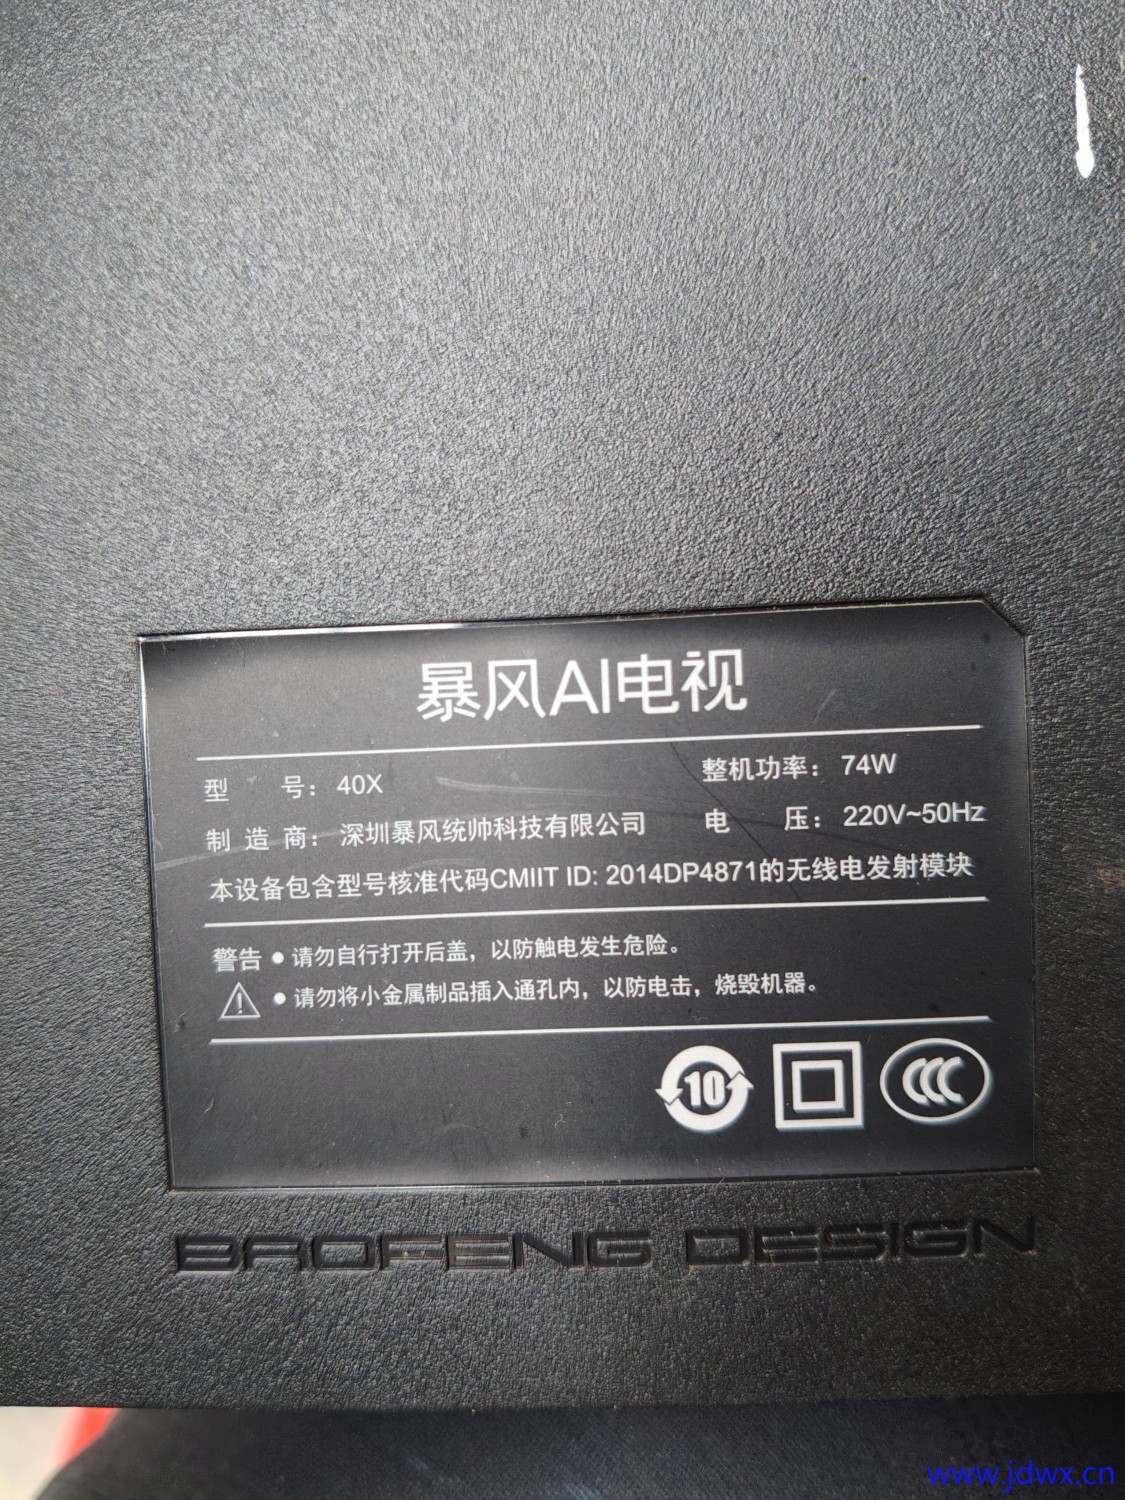 暴风AI电视
型 号: 40X 整机功率: 74W
制造商: 深圳暴风统帅科技有限公司 电 压: 220V~50Hz
本设备包含型号核准代码CMIIT ID: 2014DP4871的无线电发射模块
警告 ● 请勿自行打开后盖，以防触电发生危险。
● 请勿将小金属制品插入通孔内，以防电击，烧毁机器。
10 CCC
BAOFENG DESIGN
www.jdwx.cn